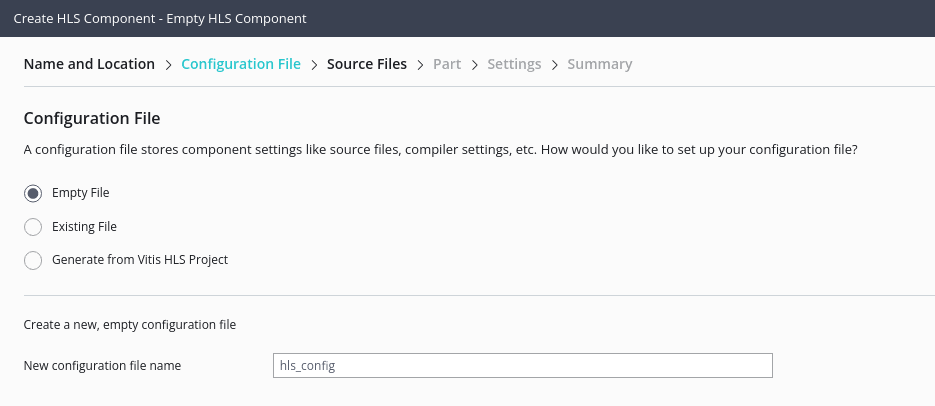 Create HLS Component - Empty HLS Component
Name and Location > Configuration File > Source Files > Part > Settings > Summary
Configuration File
A configuration file stores component settings like source files, compiler settings, etc. How would you like to set up your configuration file?
Empty File
Existing File
Generate from Vitis HLS Project
Create a new, empty configuration file
New configuration file name hls_config